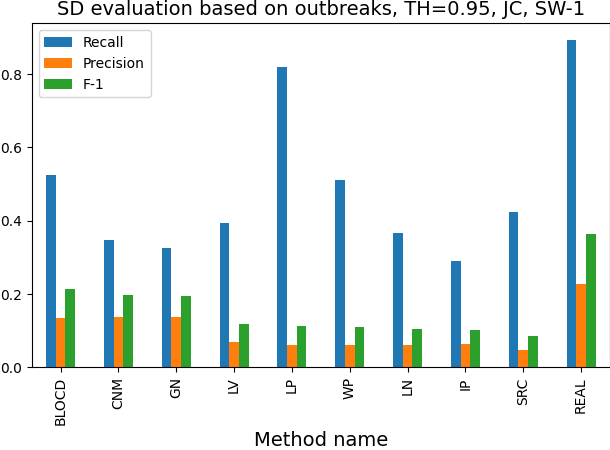 SD evaluation based on outbreaks, TH=0.95, JC, SW-1
Recall
Precision
F-1
0.8
0.6
0.4
0.2
0.0
BLOCD
CNM
GN
LV
LP
WP
LN
IP
SRC
REAL
Method name